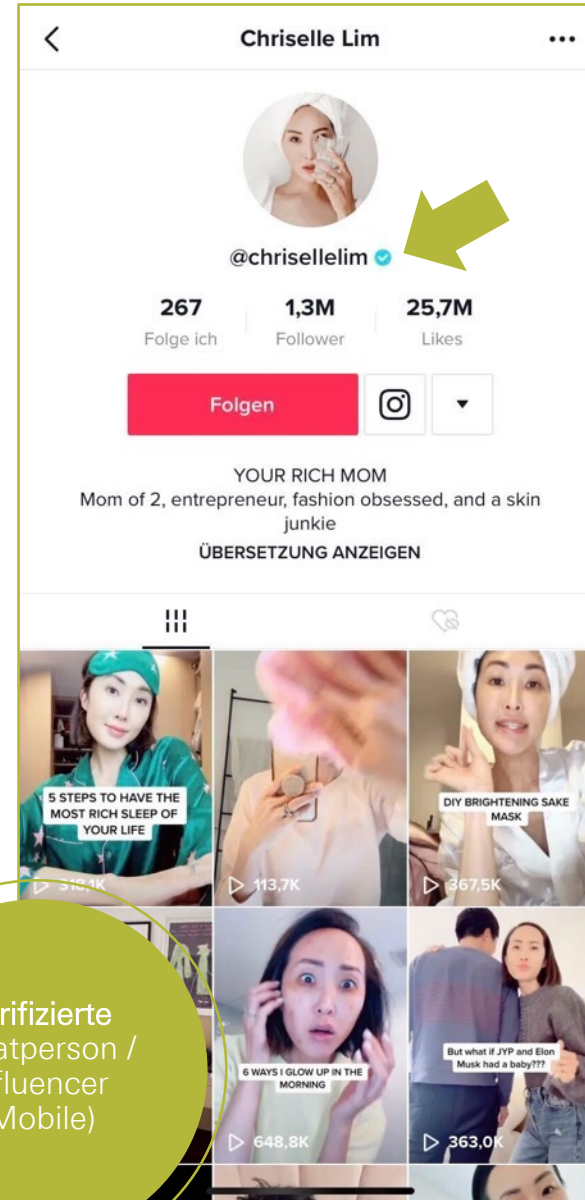 Chriselle Lim
@chrisellelim
267
1,3M
25,7M
Folge ich
Follower
Likes
Folgen
YOUR RICH MOM
Mom of 2, entrepreneur, fashion obsessed, and a skin
junkie
ÜBERSETZUNG ANZEIGEN
5 STEPS TO HAVE THE
MOST RICH SLEEP OF
YOUR LIFE
318,1K
113,7K
DIY BRIGHTENING SAKE
MASK
367,5K
rifizierte
atperson /
fluencer
Mobile)
6 WAYS I GLOW UP IN THE
MORNING
648,8K
But what if JYP and Elon
Musk had a baby???
363,0K